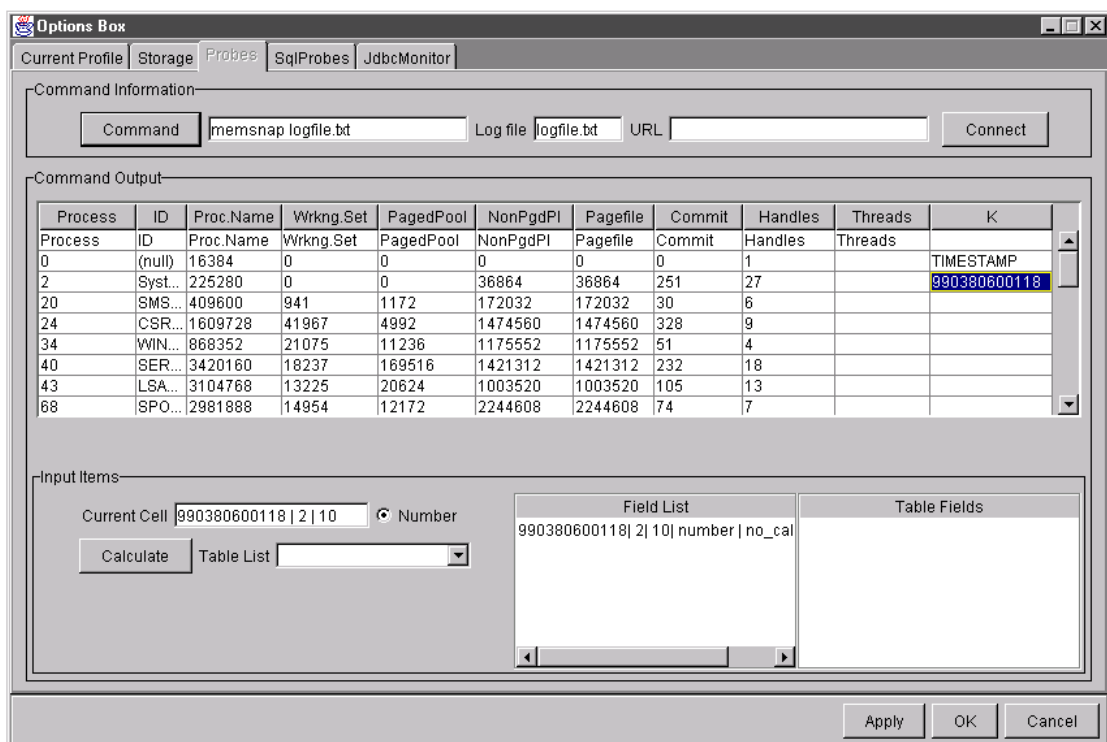 Options Box
Current Profile Storage Probes SqlProbes JdbcMonitor
Command Information
Command memsnap logfile.txt Log file logfile.txt URL Connect
Command Output
Process ID Proc.Name Wrkng.Set PagedPool NonPgdPl Pagefile Commit Handles Threads K
Process ID Proc.Name Wrkng.Set PagedPool NonPgdPl Pagefile Commit Handles Threads
0 (null) 16384 0 0 0 0 0 1 TIMESTAMP
2 Syst... 225280 0 0 36864 36864 251 27 990380600118
20 SMS... 409600 941 1172 172032 172032 30 6
24 CSR... 1609728 41967 4992 1474560 1474560 328 9
34 WIN... 868352 21075 11236 1175552 1175552 51 4
40 SER... 3420160 18237 169516 1421312 1421312 232 18
43 LSA... 3104768 13225 20624 1003520 1003520 105 13
68 SPO... 2981888 14954 12172 2244608 2244608 74 7
Input Items
Current Cell 990380600118 | 2 | 10 Number
Calculate Table List
Field List Table Fields
990380600118| 2| 10| number | no_cal
Apply OK Cancel